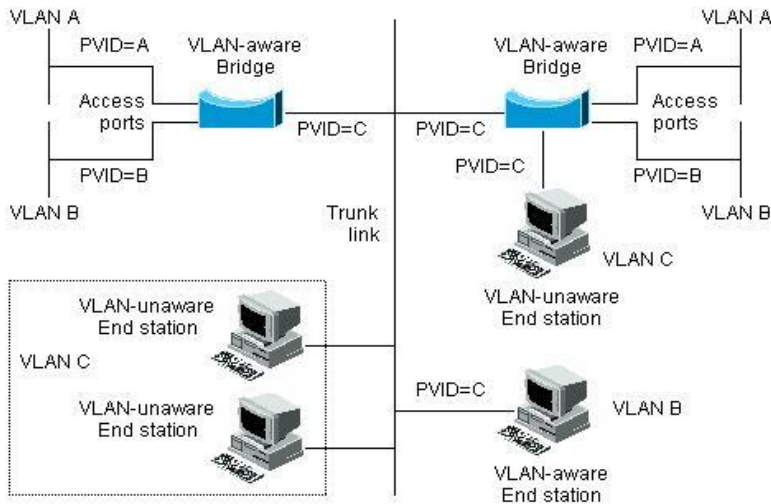 VLAN A
PVID=A
VLAN-aware
Bridge
Access
ports
PVID=C
PVID=B
VLAN B
VLAN-aware
Bridge
PVID=A
VLAN A
Access
ports
PVID=C
PVID=C
PVID=B
VLAN B
Trunk
link
VLAN C
VLAN-unaware
End station
VLAN-unaware
End station
VLAN C
VLAN-unaware
End station
PVID=C
VLAN B
VLAN-aware
End station